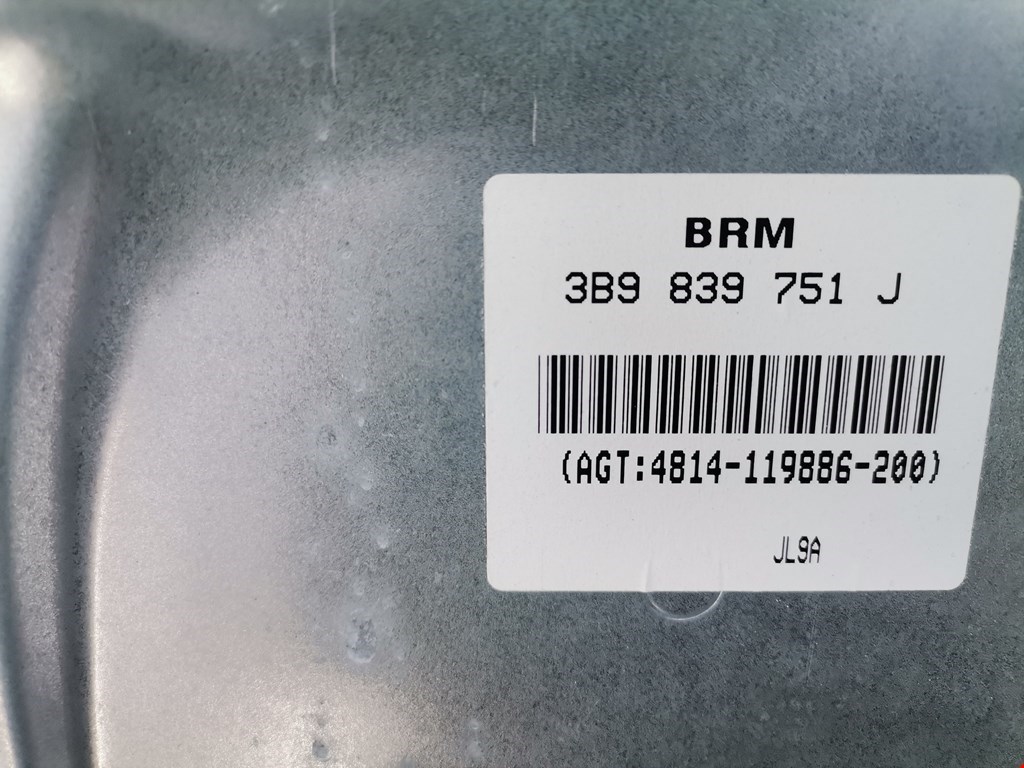 BRM
3B9 839 751 J
(AGT:4814-119886-200)
JL9A